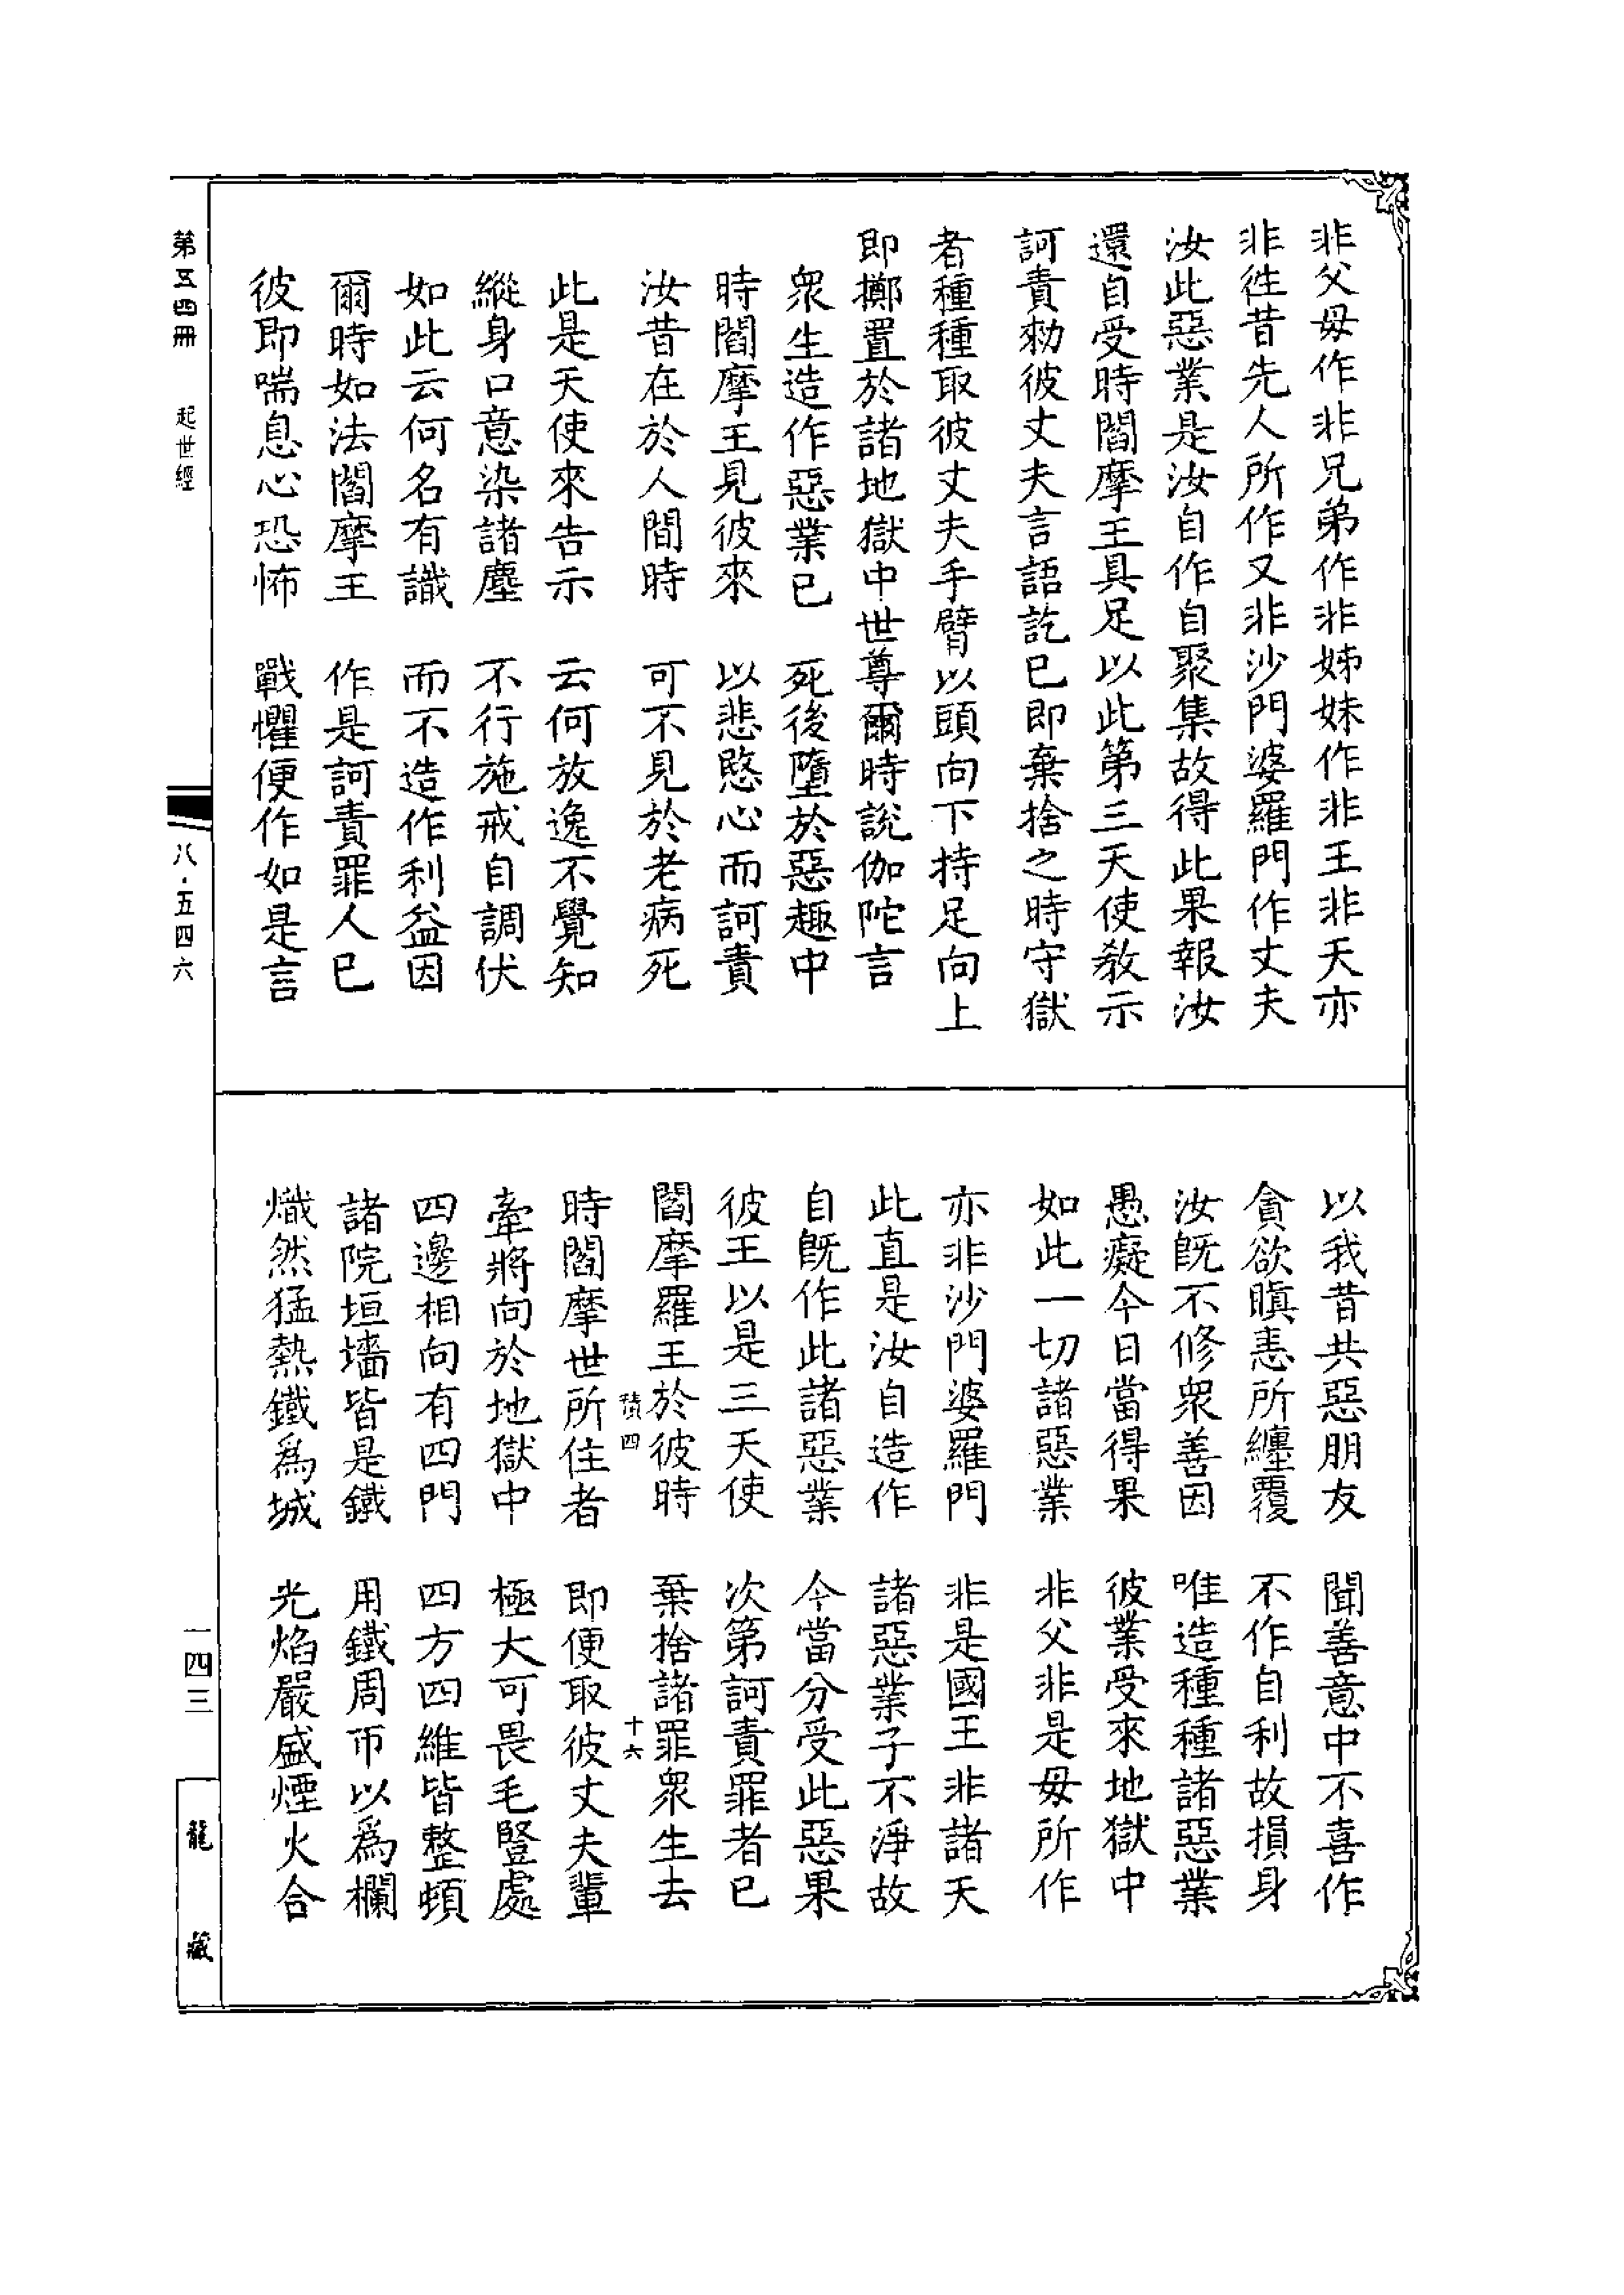 非父毋作非兄弟作非姊妹作非王非天亦
非徃昔先人所作又非沙門婆羅門作丈夫
汝此惡業是汝自作自聚集故得此果報汝
還自受時閻摩王具足以此第三天使教示
訶責勑彼丈夫言語訖已即棄捨之時守獄
者種種取彼丈夫手臂以頭向下持足向上
即擲置於諸地獄中世尊爾時說伽陀言
衆生造作惡業已　死後墮於惡趣中
時閻摩王見彼來　以悲愍心而訶責
汝昔在於人間時　可不見於老病死
此是天使來告示　云何放逸不覺知
縱身口意染諸塵　不行施戒自調伏
如此云何名有識　而不造作利益因
爾時如法閻摩王　作是訶責罪人已
彼即喘息心恐怖　戰懼便作如是言
以我昔共惡朋友　聞善意中不喜作
貪欲瞋恚所纏覆　不作自利故損身
汝旣不修衆善因　唯造種種諸惡業
愚癡今日當得果　彼業受來地獄中
如此一切諸惡業　非父非是毋所作
亦非沙門婆羅門　非是國王非諸天
此直是汝自造作　諸惡業子不淨故
自旣作此諸惡業　今當分受此惡果
彼王以是三天使　次第訶責罪者已
閻摩羅王於彼時　棄捨諸罪衆生去
積四　十六
時閻摩世所住者　即便取彼丈夫輩
牽將向於地獄中　極大可畏毛豎處
四邊相向有四門　四方四維皆整頓
諸院垣墻皆是鐵　用鐵周帀以爲欄
熾然猛熱鐵爲城　光焰嚴盛煙火合
第五四冊　起世經
八·五四六
一四三
龍藏